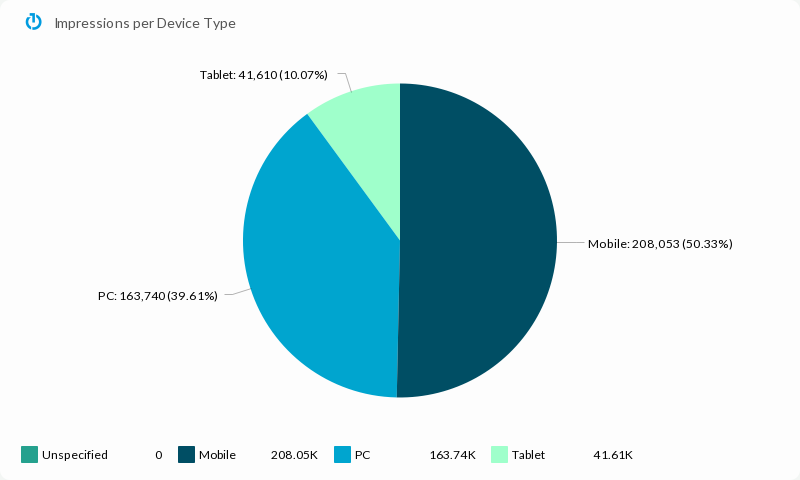 Impressions per Device Type
Tablet: 41,610 (10.07%)
Mobile: 208,053 (50.33%)
PC: 163,740 (39.61%)
Unspecified 0 Mobile 208.05K PC 163.74K Tablet 41.61K